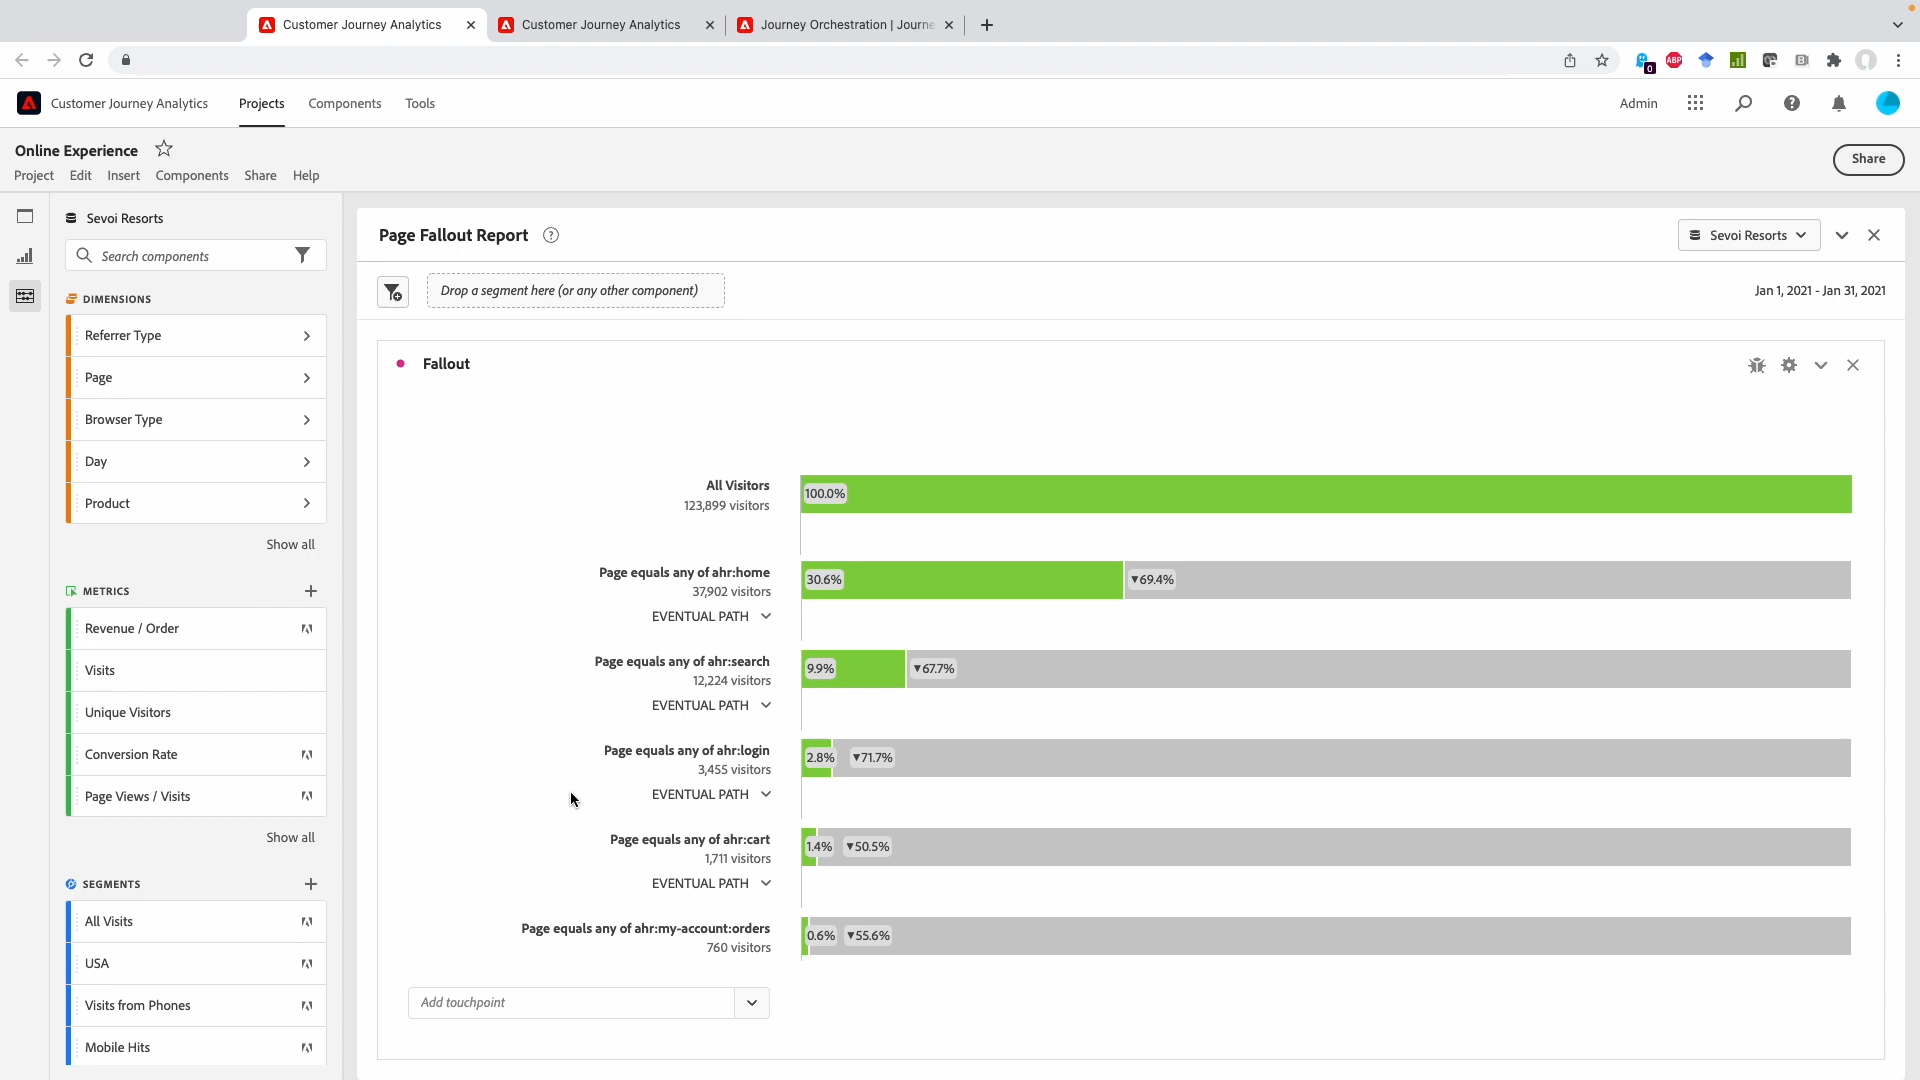 Customer Journey Analytics
Customer Journey Analytics
Journey Orchestration | Journe
ABP
0
Customer Journey Analytics
Projects
Components
Tools
Admin
Online Experience
Share
Project
Edit
Insert
Components
Share
Help
Sevoi Resorts
Search components
DIMENSIONS
Referrer Type
Page
Browser Type
Day
Product
Show all
METRICS
Revenue / Order
Visits
Unique Visitors
Conversion Rate
Page Views / Visits
Show all
SEGMENTS
All Visits
USA
Visits from Phones
Mobile Hits
Page Fallout Report
Sevoi Resorts
Drop a segment here (or any other component)
Jan 1, 2021 - Jan 31, 2021
Fallout
All Visitors
123,899 visitors
100.0%
Page equals any of ahr:home
37,902 visitors
EVENTUAL PATH
30.6%
▼69.4%
Page equals any of ahr:search
12,224 visitors
EVENTUAL PATH
9.9%
▼67.7%
Page equals any of ahr:login
3,455 visitors
EVENTUAL PATH
2.8%
▼71.7%
Page equals any of ahr:cart
1,711 visitors
EVENTUAL PATH
1.4%
▼50.5%
Page equals any of ahr:my-account:orders
760 visitors
0.6%
▼55.6%
Add touchpoint